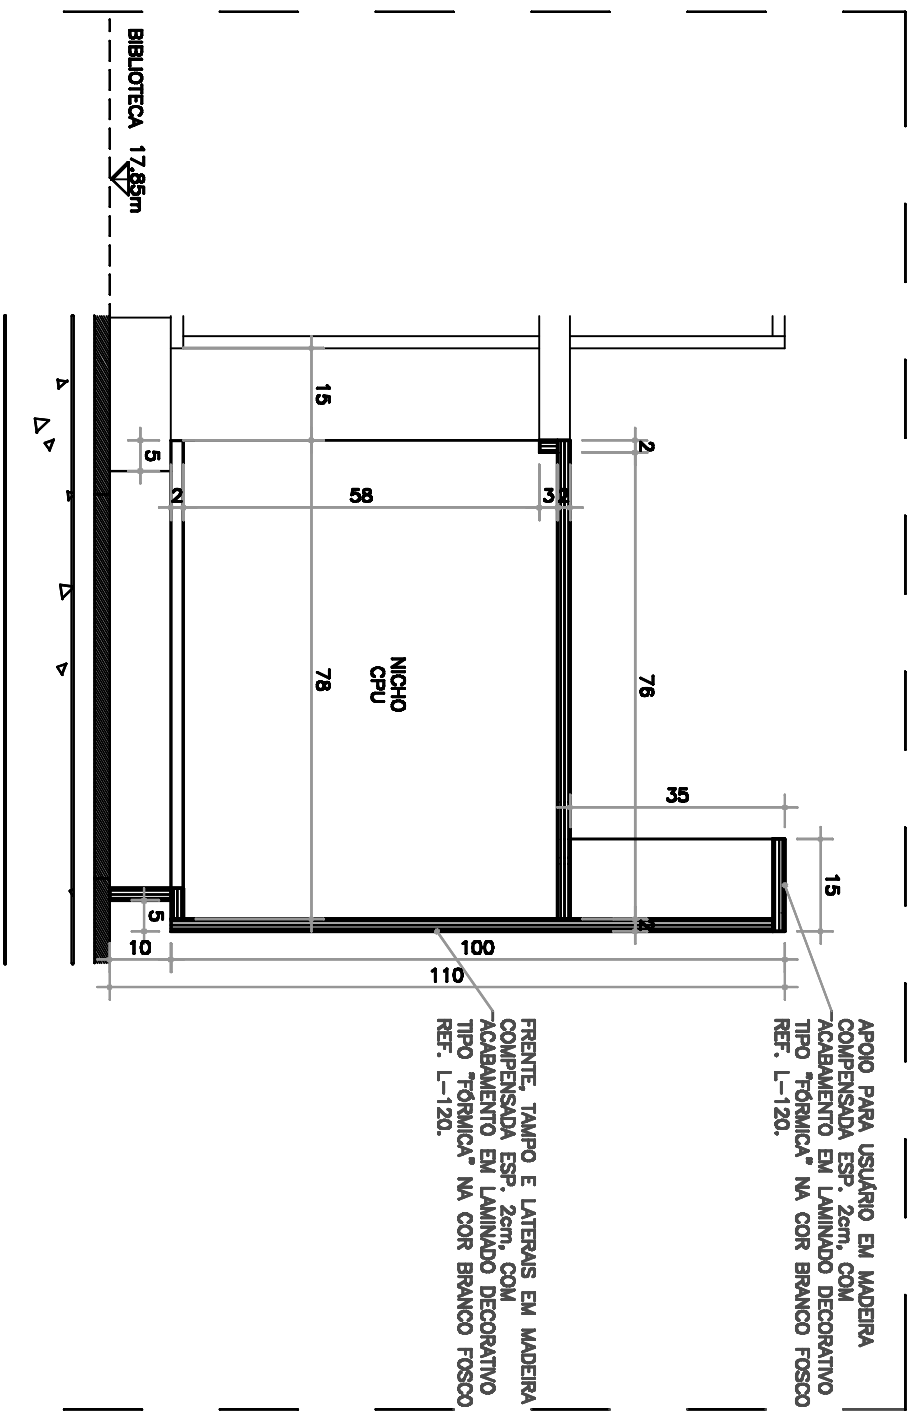 APOIO PARA USUÁRIO EM MADEIRA
COMPENSADA ESP. 2cm, COM
ACABAMENTO EM LAMINADO DECORATIVO
TIPO "FÓRMICA" NA COR BRANCO FOSCO
REF. L-120.
15
35
2
76
2
FRENTE, TAMPO E LATERAIS EM MADEIRA
COMPENSADA ESP. 2cm, COM
ACABAMENTO EM LAMINADO DECORATIVO
TIPO "FÓRMICA" NA COR BRANCO FOSCO
REF. L-120.
2
3
58
2
NICHO
CPU
15
78
100
110
10
5
5
BIBLIOTECA 17,85m